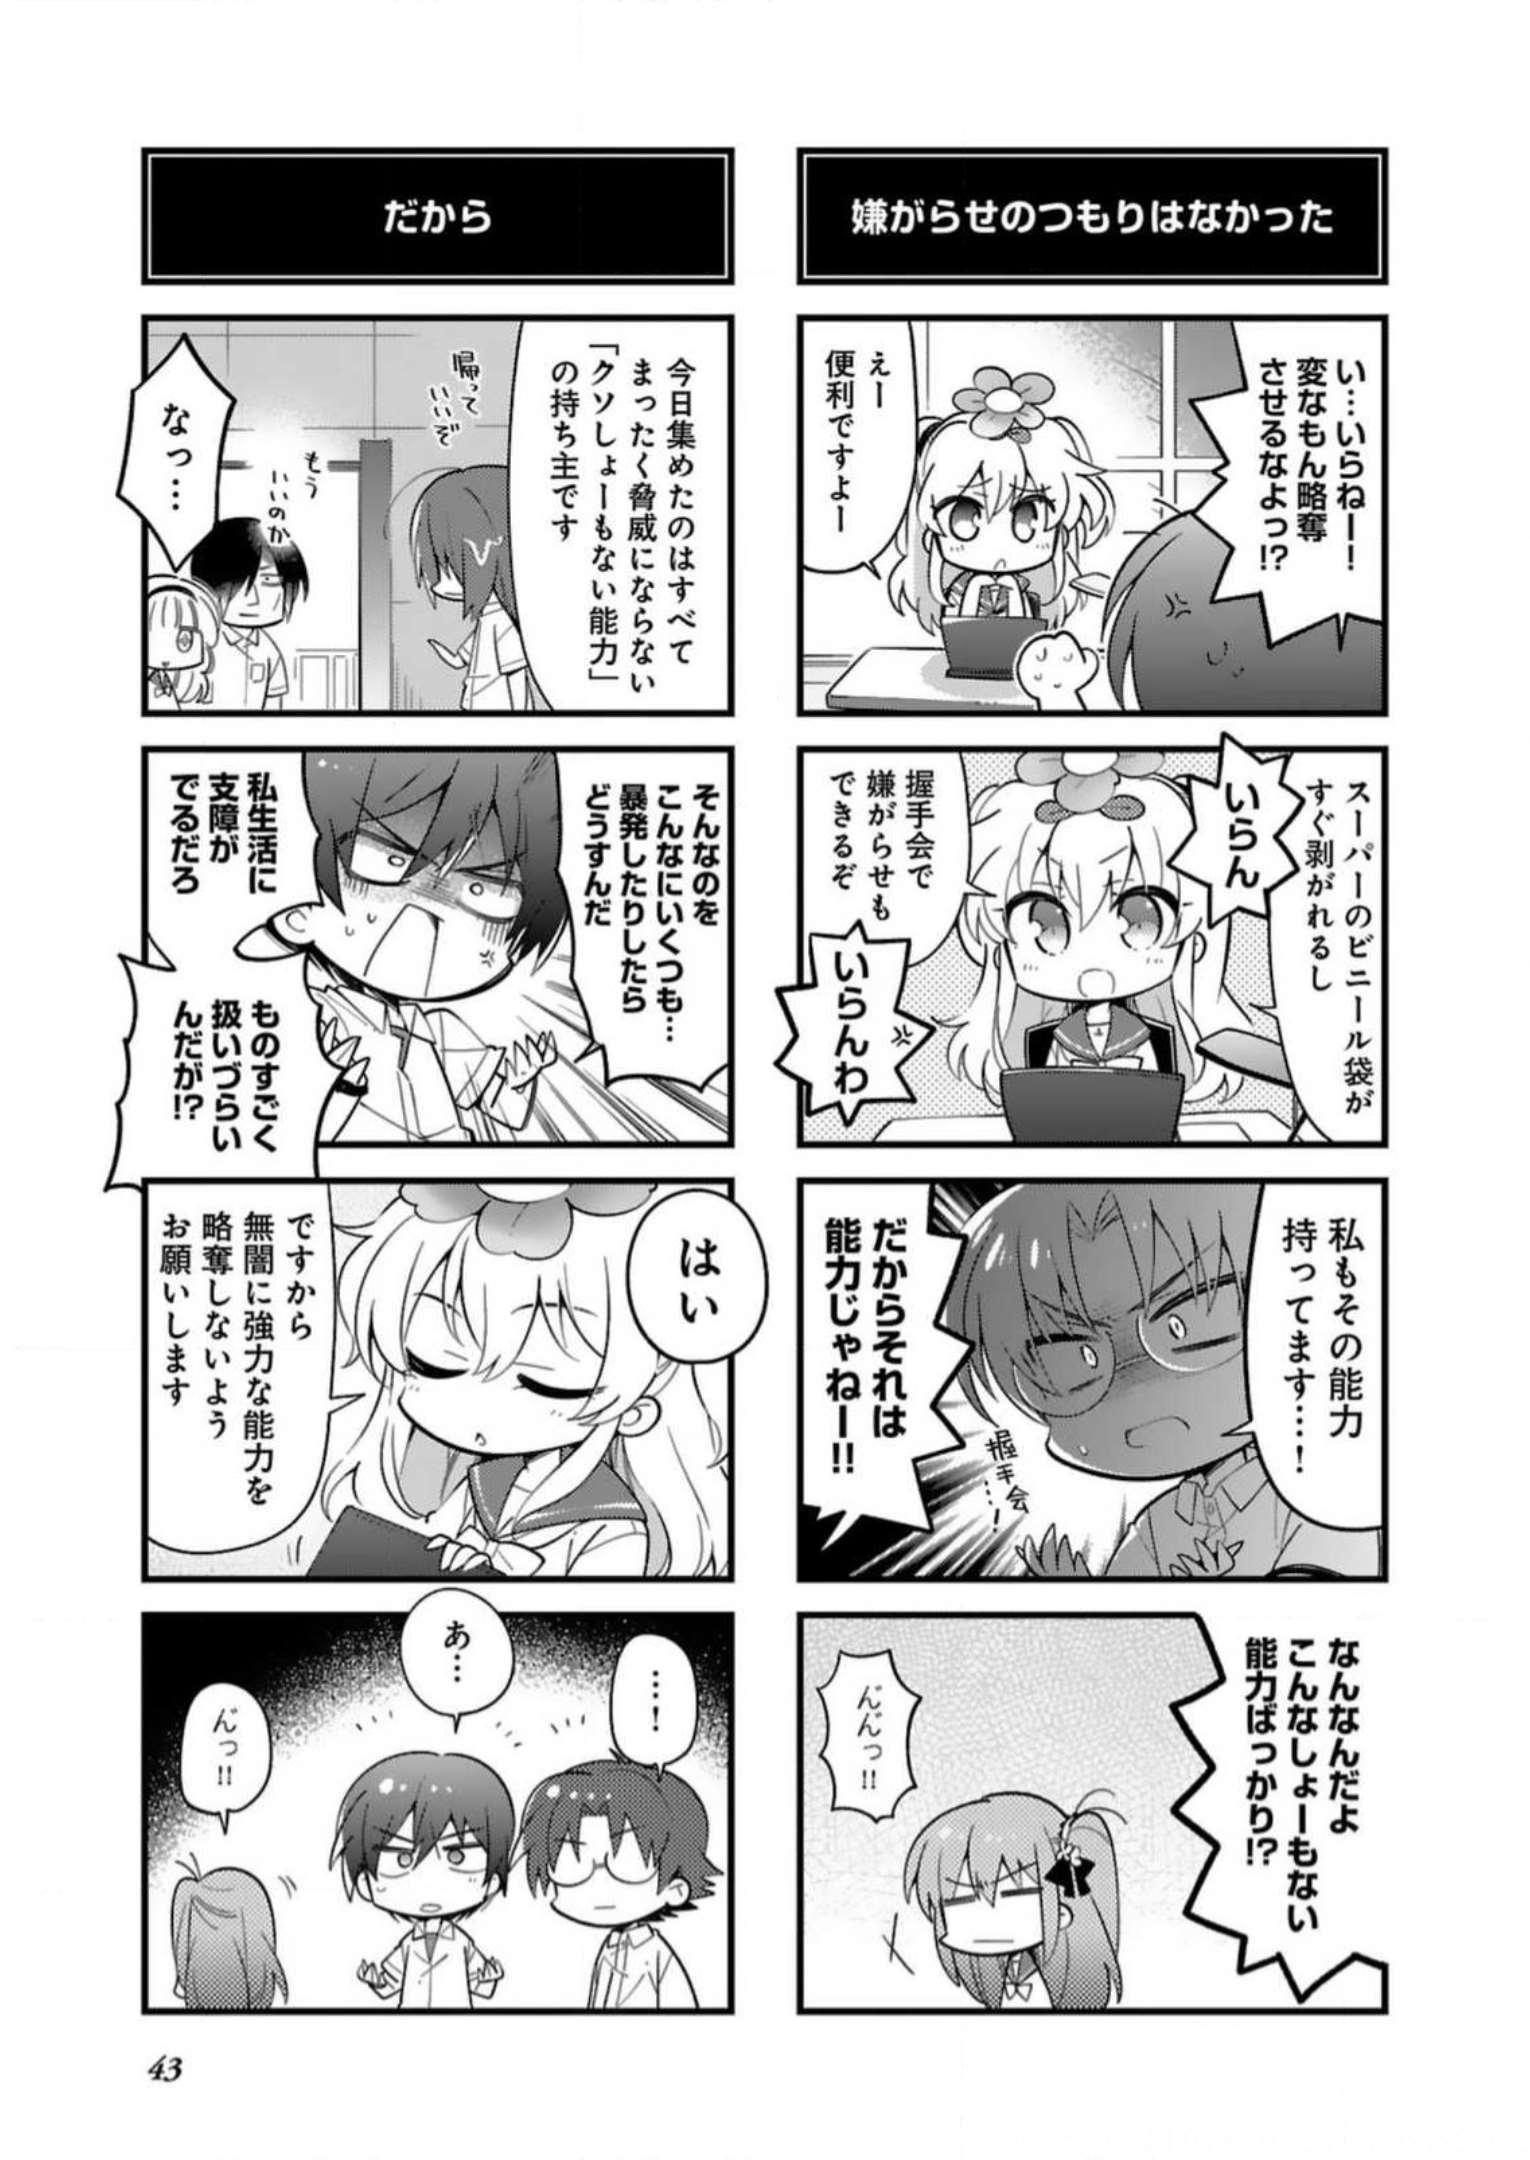 嫌がらせのつもりはなかった
い…いらねー！
変なもん略奪
させるなよっ!?
えー
便利ですよー
スーパーのビニール袋が
すぐ剥がれるし
いらん
握手会で
嫌がらせも
できるぞ
いらんわ
私もその能力
持ってます…！
握手会…！
だからそれは
能力じゃねー!!
なんなんだよ
こんなしょーもない
能力ばっかり!?
んんっ!!
だから
今日集めたのはすべて
まったく脅威にならない
「クソしょーもない能力」
の持ち主です
帰って
いいぞ
もう
いいのか
なっ…
そんなのを
こんなにいくつも…
暴発したりしたら
どうすんだ
私生活に
支障が
でるだろ
ものすごく
扱いづらい
んだが!?
はい
ですから
無闇に強力な能力を
略奪しないよう
お願いします
…！
あ…
んっ!!
43